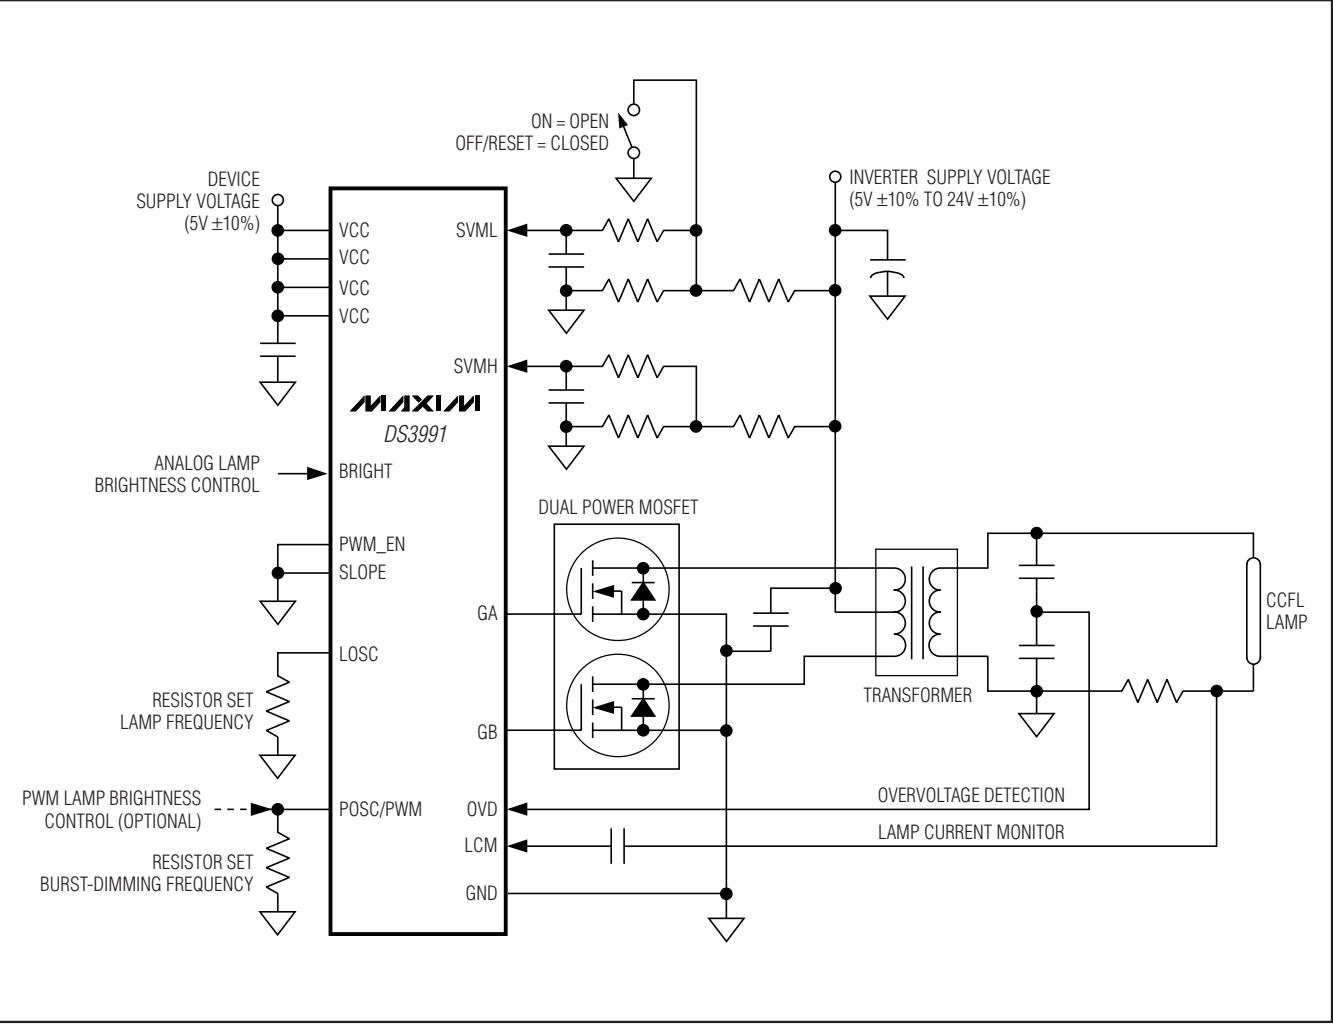 ON = OPEN
OFF/RESET = CLOSED
DEVICE
SUPPLY VOLTAGE
(5V ±10%)
INVERTER SUPPLY VOLTAGE
(5V ±10% TO 24V ±10%)
VCC
VCC
VCC
VCC
SVML
SVMH
MAXIM
DS3991
ANALOG LAMP
BRIGHTNESS CONTROL
BRIGHT
DUAL POWER MOSFET
PWM_EN
SLOPE
GA
CCFL
LAMP
LOSC
TRANSFORMER
RESISTOR SET
LAMP FREQUENCY
GB
PWM LAMP BRIGHTNESS
CONTROL (OPTIONAL)
POSC/PWM
OVD
OVERVOLTAGE DETECTION
LCM
LAMP CURRENT MONITOR
RESISTOR SET
BURST-DIMMING FREQUENCY
GND